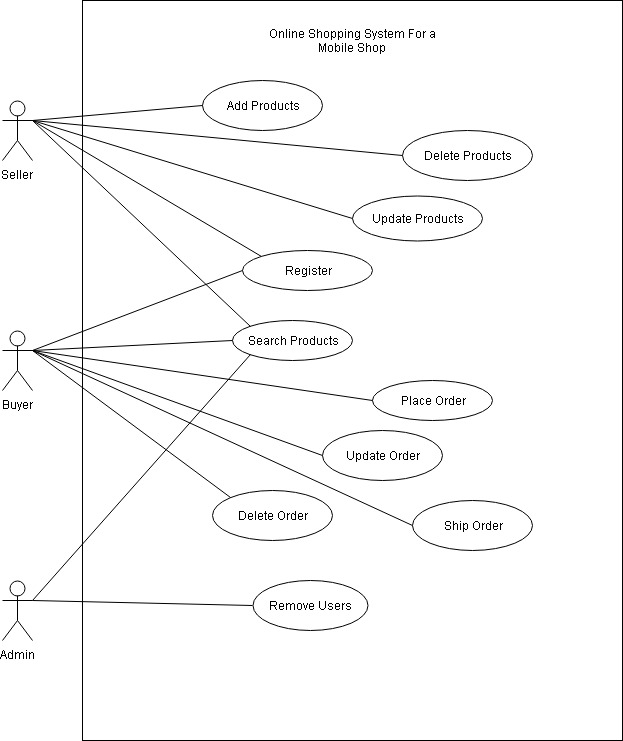 Online Shopping System For a
Mobile Shop
Add Products
Delete Products
Seller
Update Products
Register
Search Products
Buyer
Place Order
Update Order
Delete Order
Ship Order
Remove Users
Admin